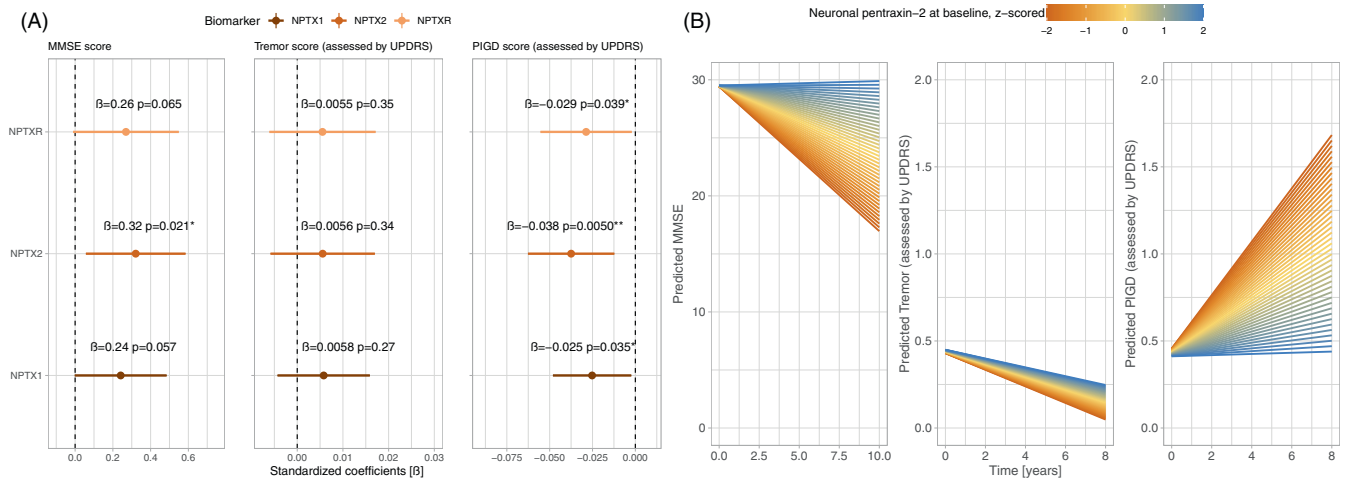 (A)
Biomarker NPTX1 NPTX2 NPTXR
MMSE score
Tremor score (assessed by UPDRS)
PIGD score (assessed by UPDRS)
NPTXR
NPTX2
NPTX1
ß=0.26 p=0.065
ß=0.32 p=0.021*
ß=0.24 p=0.057
0.0 0.2 0.4 0.6
ß=0.0055 p=0.35
ß=0.0056 p=0.34
ß=0.0058 p=0.27
0.00 0.01 0.02 0.03
ß=−0.029 p=0.039*
ß=−0.038 p=0.0050**
ß=−0.025 p=0.035*
−0.075 −0.050 −0.025 0.000
Standardized coefficients [ß]
(B)
Neuronal pentraxin−2 at baseline, z−scored
−2 −1 0 1 2
Predicted MMSE
30
20
10
0
0.0 2.5 5.0 7.5 10.0
Predicted Tremor (assessed by UPDRS)
2.0
1.5
1.0
0.5
0.0
0 2 4 6 8
Predicted PIGD (assessed by UPDRS)
2.0
1.5
1.0
0.5
0.0
0 2 4 6 8
Time [years]